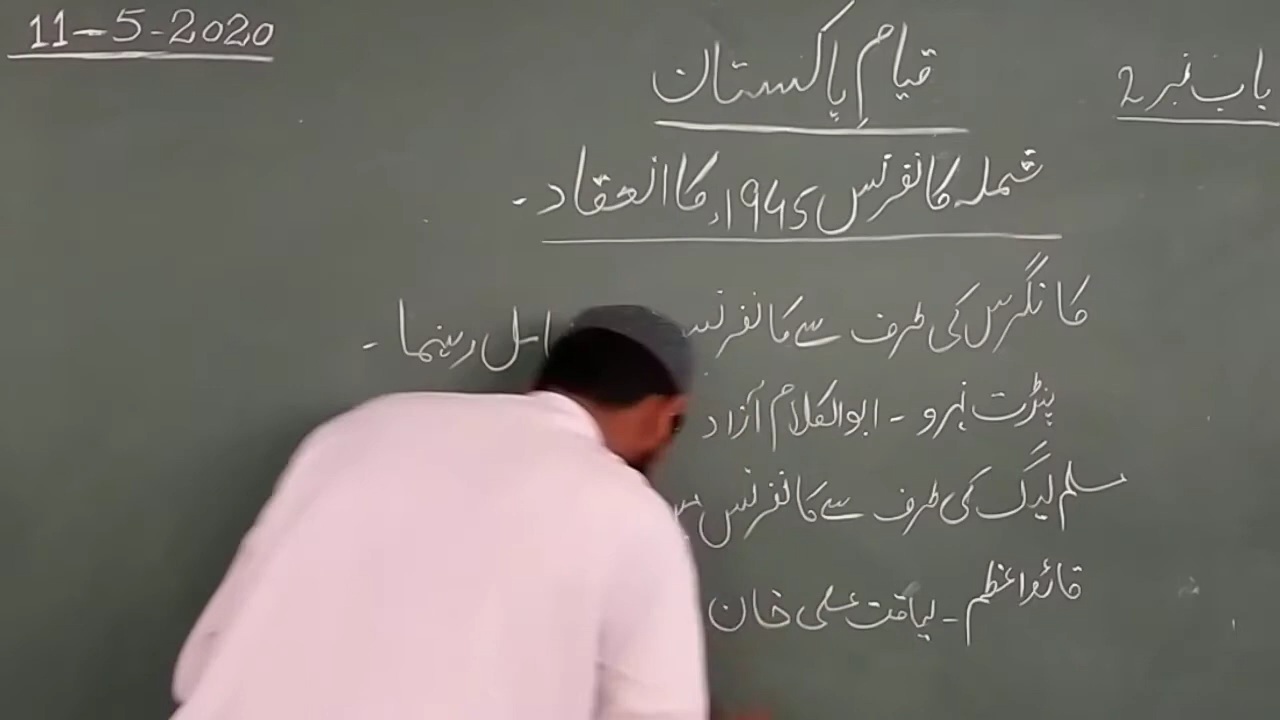 11-5-2020
باب نمبر 2
قیامِ پاکستان
شملہ کانفرنس 1945ء کا انعقاد۔
کانگرس کی طرف سے کانفرنس رہنما۔
پنڈت نہرو - ابوالکلام آزاد
مسلم لیگ کی طرف سے کانفرنس
قائداعظم - لیاقت علی خان